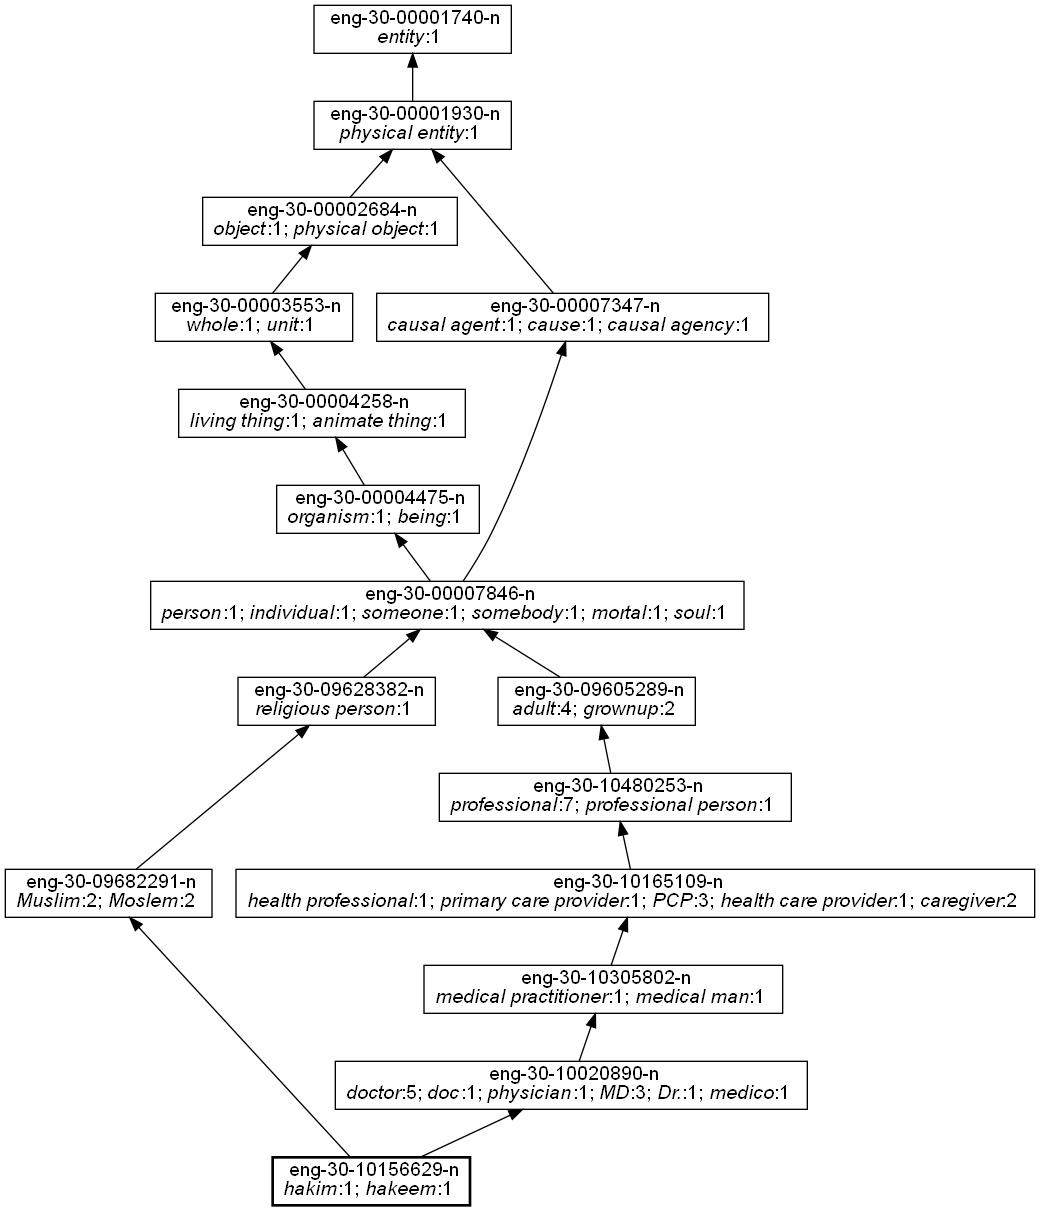 eng-30-00001740-n
entity:1
eng-30-00001930-n
physical entity:1
eng-30-00002684-n
object:1; physical object:1
eng-30-00003553-n
whole:1; unit:1
eng-30-00007347-n
causal agent:1; cause:1; causal agency:1
eng-30-00004258-n
living thing:1; animate thing:1
eng-30-00004475-n
organism:1; being:1
eng-30-00007846-n
person:1; individual:1; someone:1; somebody:1; mortal:1; soul:1
eng-30-09628382-n
religious person:1
eng-30-09605289-n
adult:4; grownup:2
eng-30-10480253-n
professional:7; professional person:1
eng-30-09682291-n
Muslim:2; Moslem:2
eng-30-10165109-n
health professional:1; primary care provider:1; PCP:3; health care provider:1; caregiver:2
eng-30-10305802-n
medical practitioner:1; medical man:1
eng-30-10020890-n
doctor:5; doc:1; physician:1; MD:3; Dr.:1; medico:1
eng-30-10156629-n
hakim:1; hakeem:1